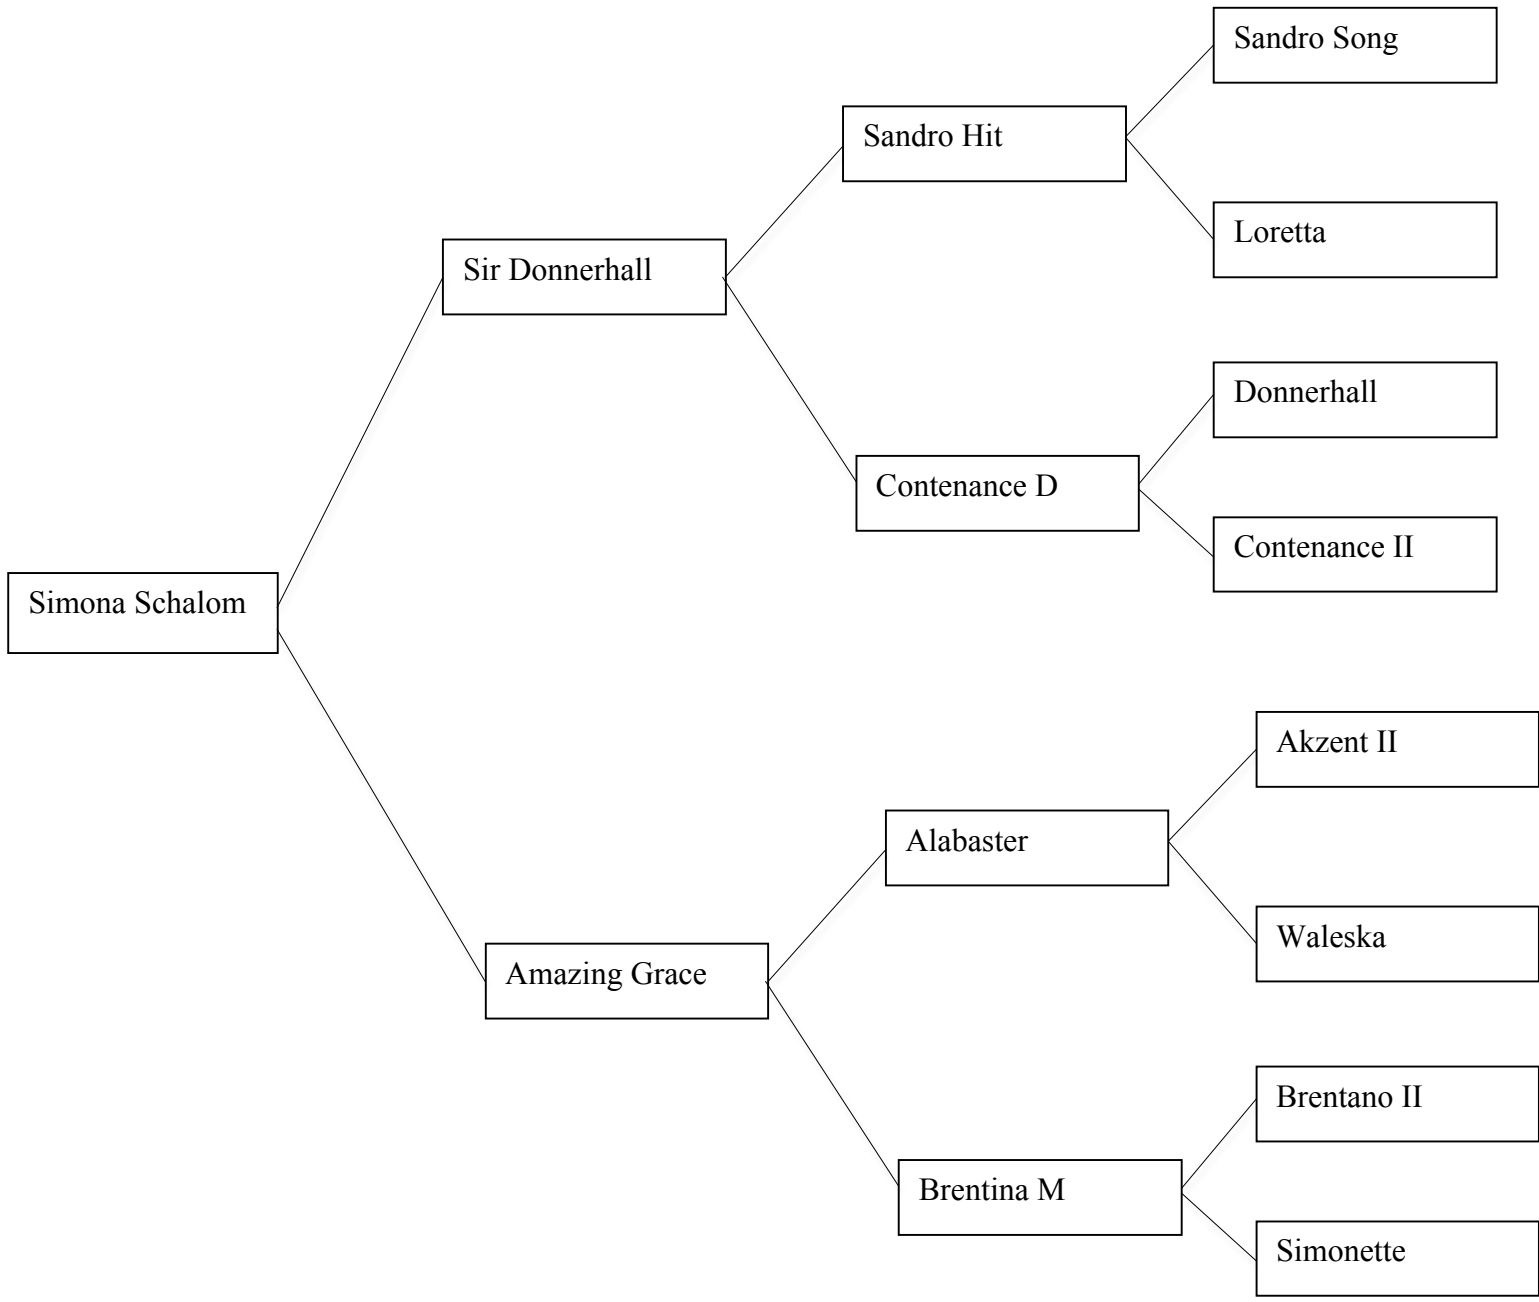 Sandro Song
Sandro Hit
Loretta
Sir Donnerhall
Donnerhall
Contenance D
Contenance II
Simona Schalom
Akzent II
Alabaster
Waleska
Amazing Grace
Brentano II
Brentina M
Simonette